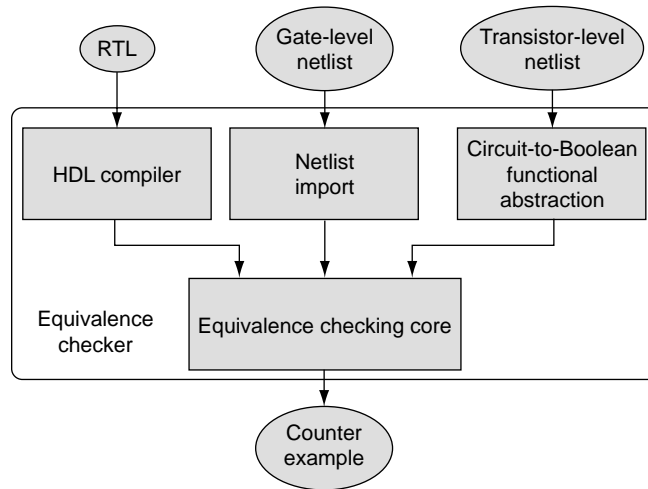 RTL
Gate-level
netlist
Transistor-level
netlist
HDL compiler
Netlist
import
Circuit-to-Boolean
functional
abstraction
Equivalence
checker
Equivalence checking core
Counter
example